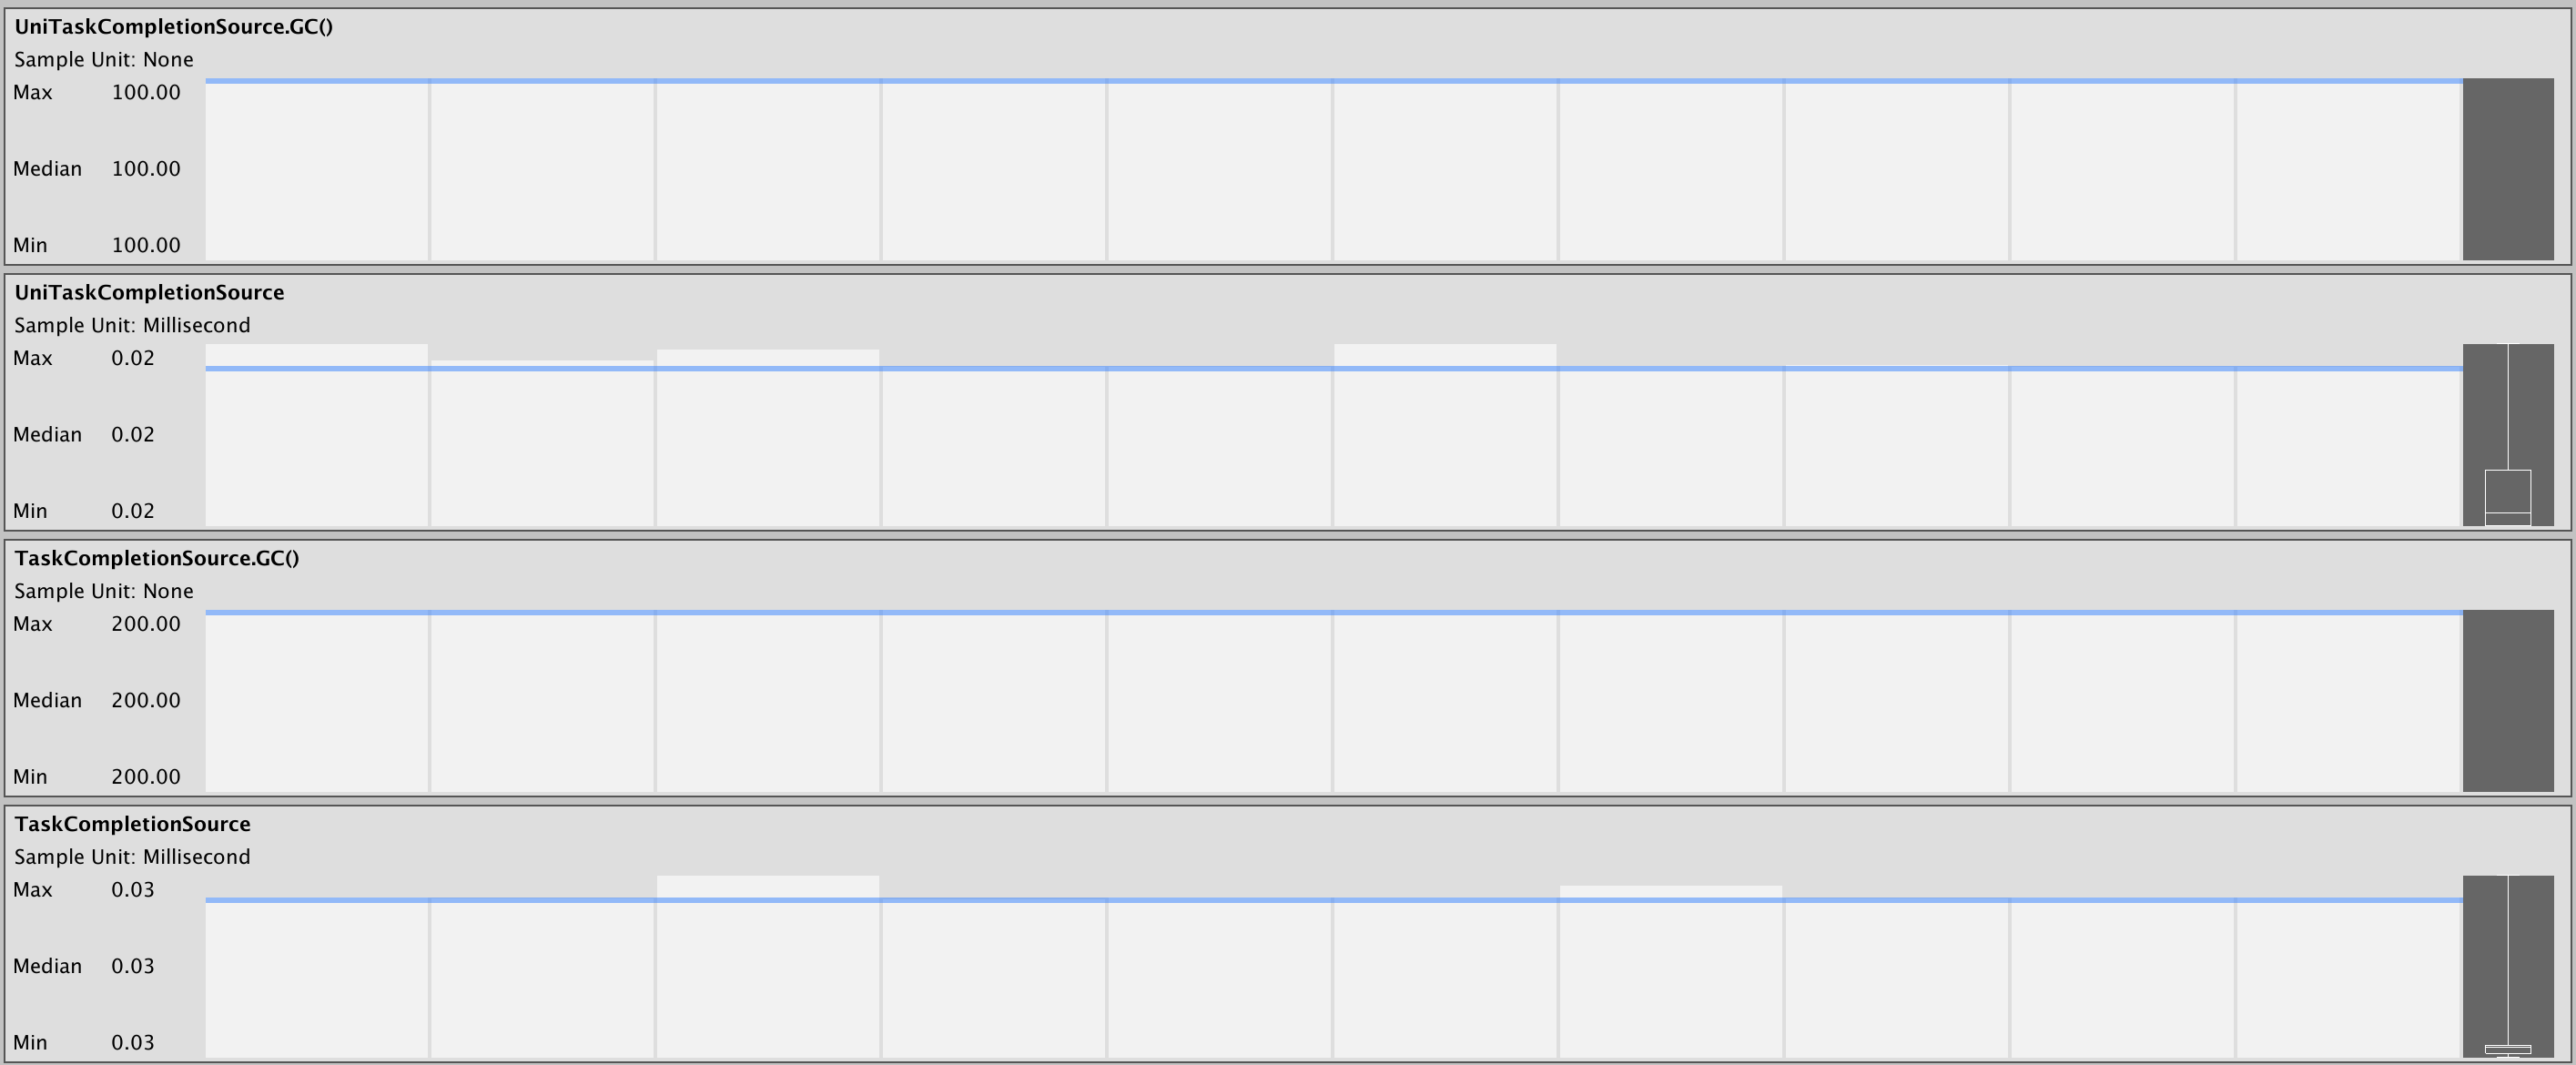 UniTaskCompletionSource.GC()
Sample Unit: None
Max 100.00
Median 100.00
Min 100.00
UniTaskCompletionSource
Sample Unit: Millisecond
Max 0.02
Median 0.02
Min 0.02
TaskCompletionSource.GC()
Sample Unit: None
Max 200.00
Median 200.00
Min 200.00
TaskCompletionSource
Sample Unit: Millisecond
Max 0.03
Median 0.03
Min 0.03